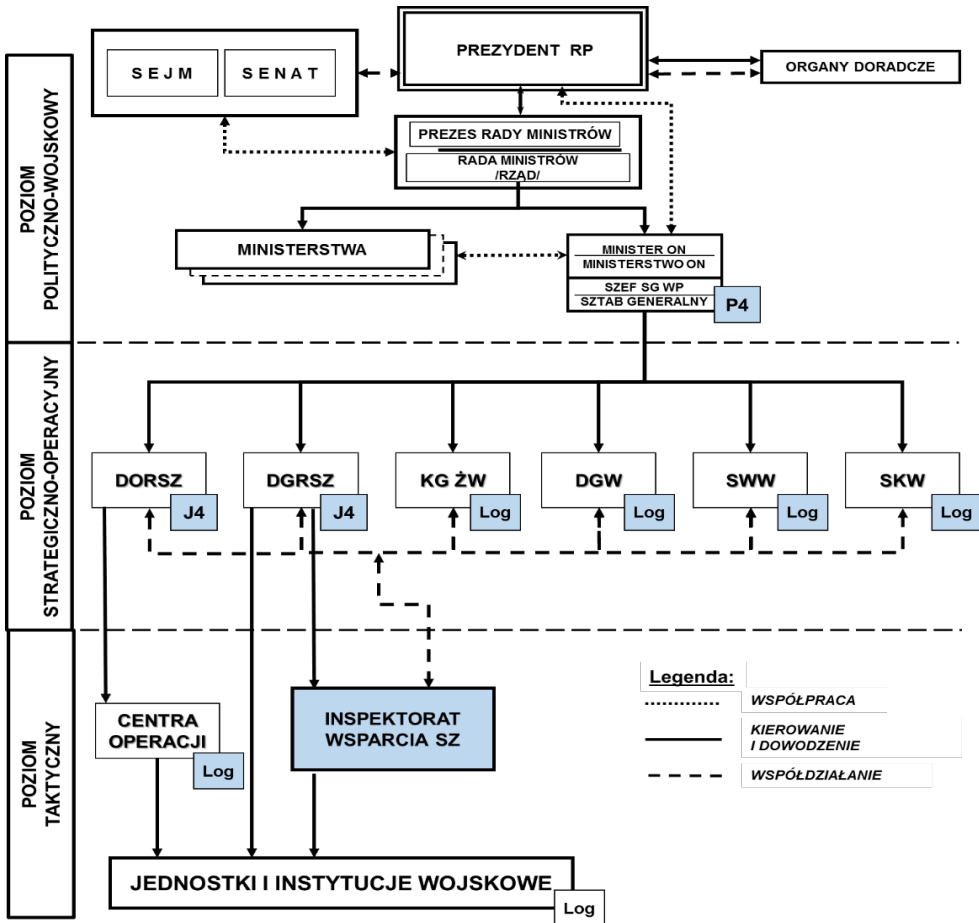 POZIOM
POLITYCZNO-WOJSKOWY
S E J M
S E N A T
PREZYDENT RP
ORGANY DORADCZE
PREZES RADY MINISTRÓW
RADA MINISTRÓW
/RZĄD/
MINISTERSTWA
MINISTER ON
MINISTERSTWO ON
SZEF SG WP
SZTAB GENERALNY
P4
POZIOM
STRATEGICZNO-OPERACYJNY
DORSZ
J4
DGRSZ
J4
KG ŻW
Log
DGW
Log
SWW
Log
SKW
Log
POZIOM
TAKTYCZNY
CENTRA
OPERACJI
Log
INSPEKTORAT
WSPARCIA SZ
JEDNOSTKI I INSTYTUCJE WOJSKOWE
Log
Legenda:
WSPÓŁPRACA
KIEROWANIE
I DOWODZENIE
WSPÓŁDZIAŁANIE